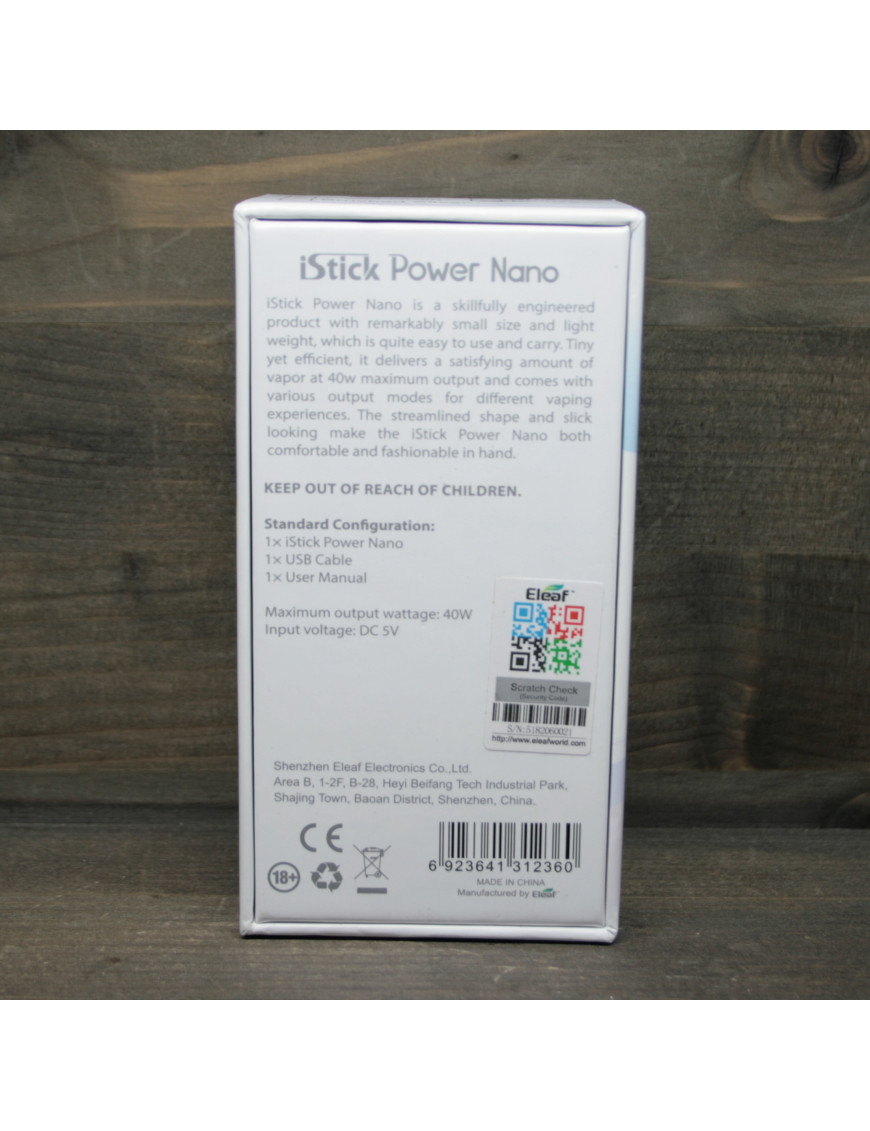 iStick Power Nano
iStick Power Nano is a skillfully engineered
product with remarkably small size and light
weight, which is quite easy to use and carry. Tiny
yet efficient, it delivers a satisfying amount of
vapor at 40w maximum output and comes with
various output modes for different vaping
experiences. The streamlined shape and slick
looking make the iStick Power Nano both
comfortable and fashionable in hand.
KEEP OUT OF REACH OF CHILDREN.
Standard Configuration:
1× iStick Power Nano
1× USB Cable
1× User Manual
Maximum output wattage: 40W
Input voltage: DC 5V
Eleaf™
Scratch Check
(Security Code)
S/N:5182060021
http://www.eleafworld.com
Shenzhen Eleaf Electronics Co.,Ltd.
Area B, 1-2F, B-28, Heyi Beifang Tech Industrial Park,
Shajing Town, Baoan District, Shenzhen, China.
CE
18+
6 923641 312360
MADE IN CHINA
Manufactured by Eleaf™